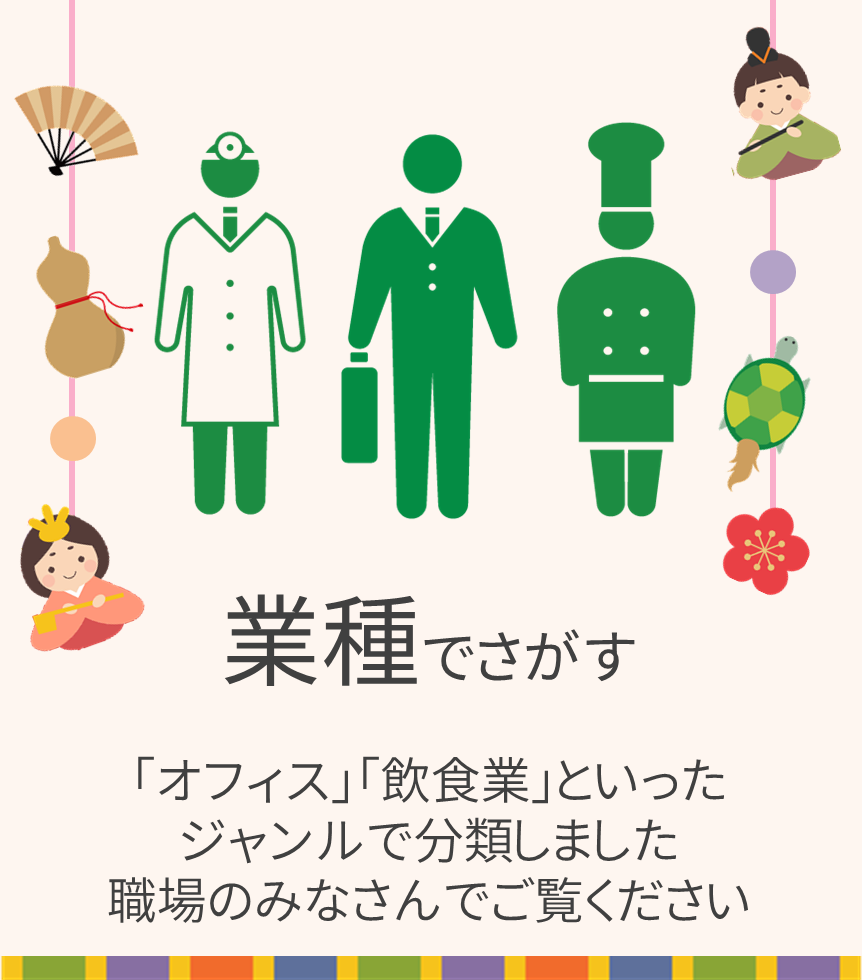 業種でさがす
「オフィス」「飲食業」といった
ジャンルで分類しました
職場のみなさんでご覧ください